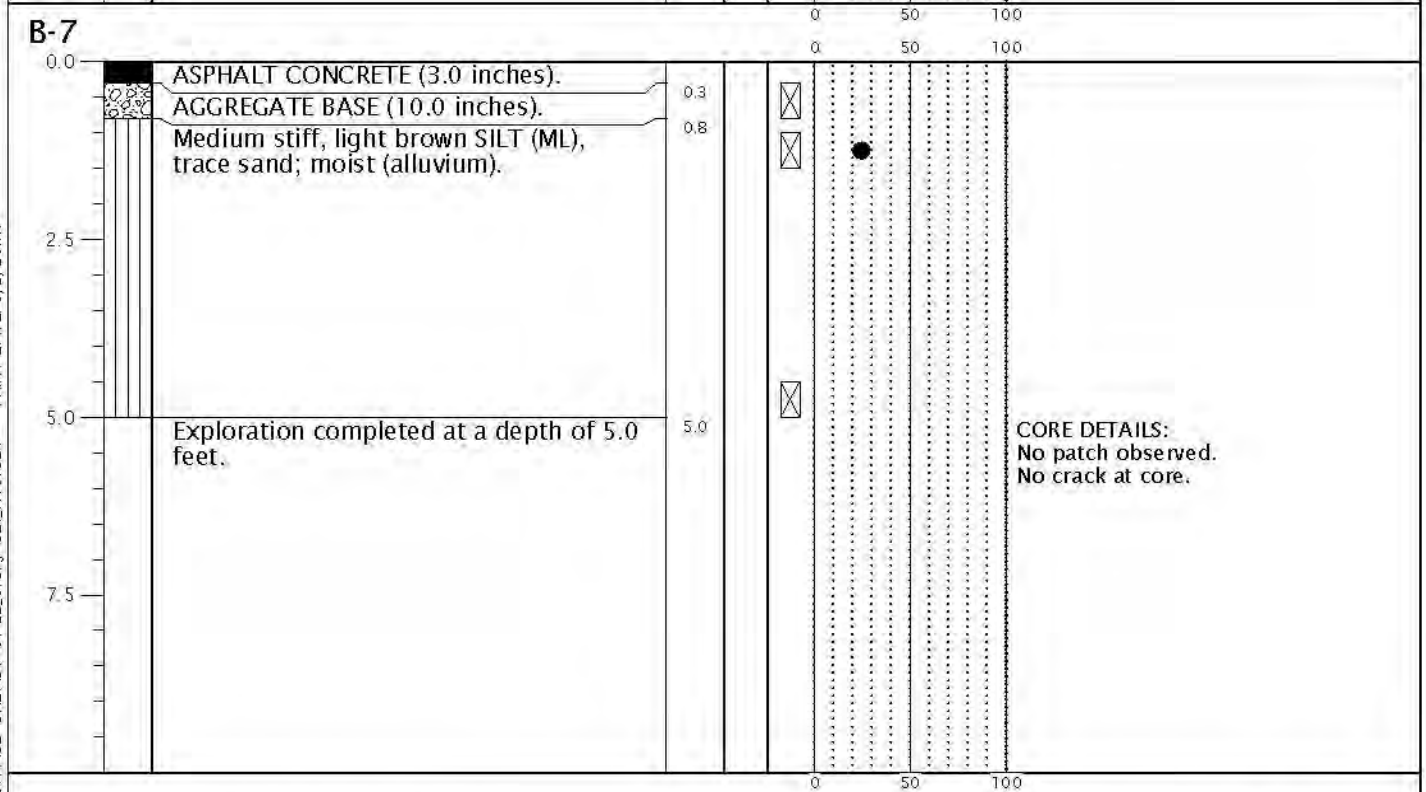 0 50 100
B-7
0 50 100
0.0
ASPHALT CONCRETE (3.0 inches).
0.3
AGGREGATE BASE (10.0 inches).
0.8
Medium stiff, light brown SILT (ML),
trace sand; moist (alluvium).
2.5
5.0
Exploration completed at a depth of 5.0
feet.
5.0
CORE DETAILS:
No patch observed.
No crack at core.
7.5
0 50 100